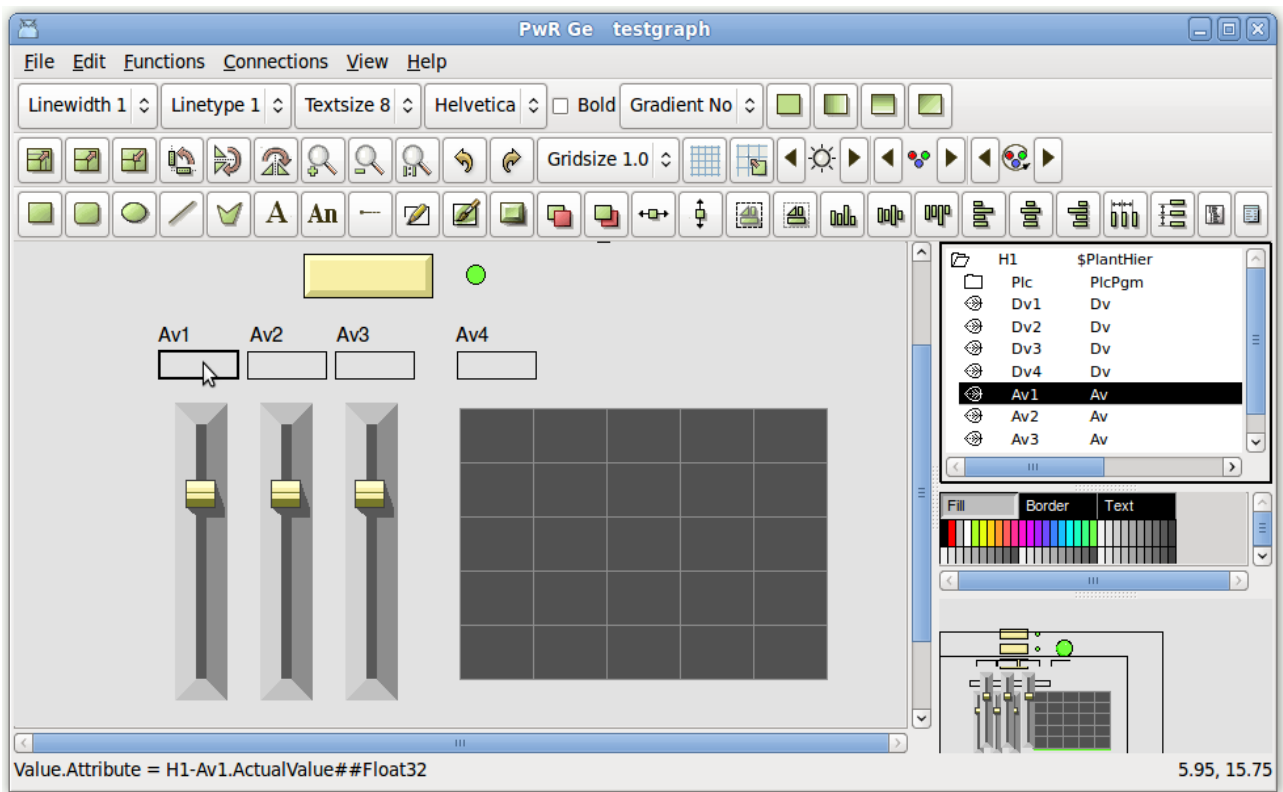 PwR Ge testgraph
File Edit Functions Connections View Help
Linewidth 1 Linetype 1 Textsize 8 Helvetica Bold Gradient No
1:1 Gridsize 1.0
A An
H1 $PlantHier
Plc PlcPgm
Dv1 Dv
Dv2 Dv
Dv3 Dv
Dv4 Dv
Av1 Av
Av2 Av
Av3 Av
Av1 Av2 Av3 Av4
Fill Border Text
Value.Attribute = H1-Av1.ActualValue##Float32 5.95, 15.75